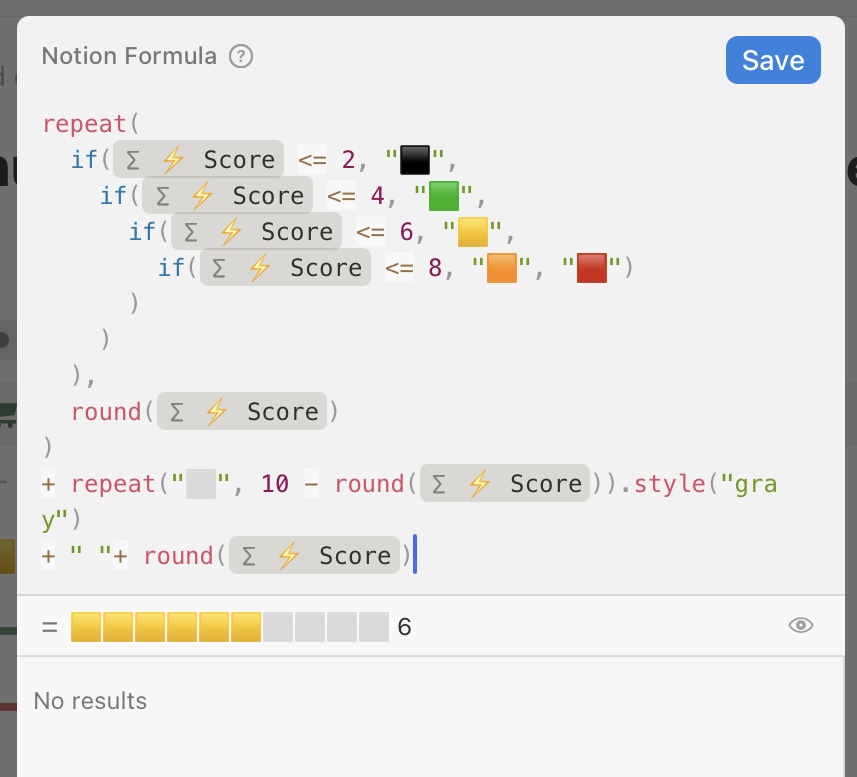 Notion Formula ?
Save
repeat(
if(Σ ⚡ Score <= 2, "⬛",
if(Σ ⚡ Score <= 4, "🟩",
if(Σ ⚡ Score <= 6, "🟨",
if(Σ ⚡ Score <= 8, "🟧", "🟥")
)
)
),
round(Σ ⚡ Score)
)
+ repeat("⬜", 10 - round(Σ ⚡ Score)).style("gra
y")
+ " "+ round(Σ ⚡ Score)
= 🟨🟨🟨🟨🟨🟨⬜⬜⬜⬜ 6
No results